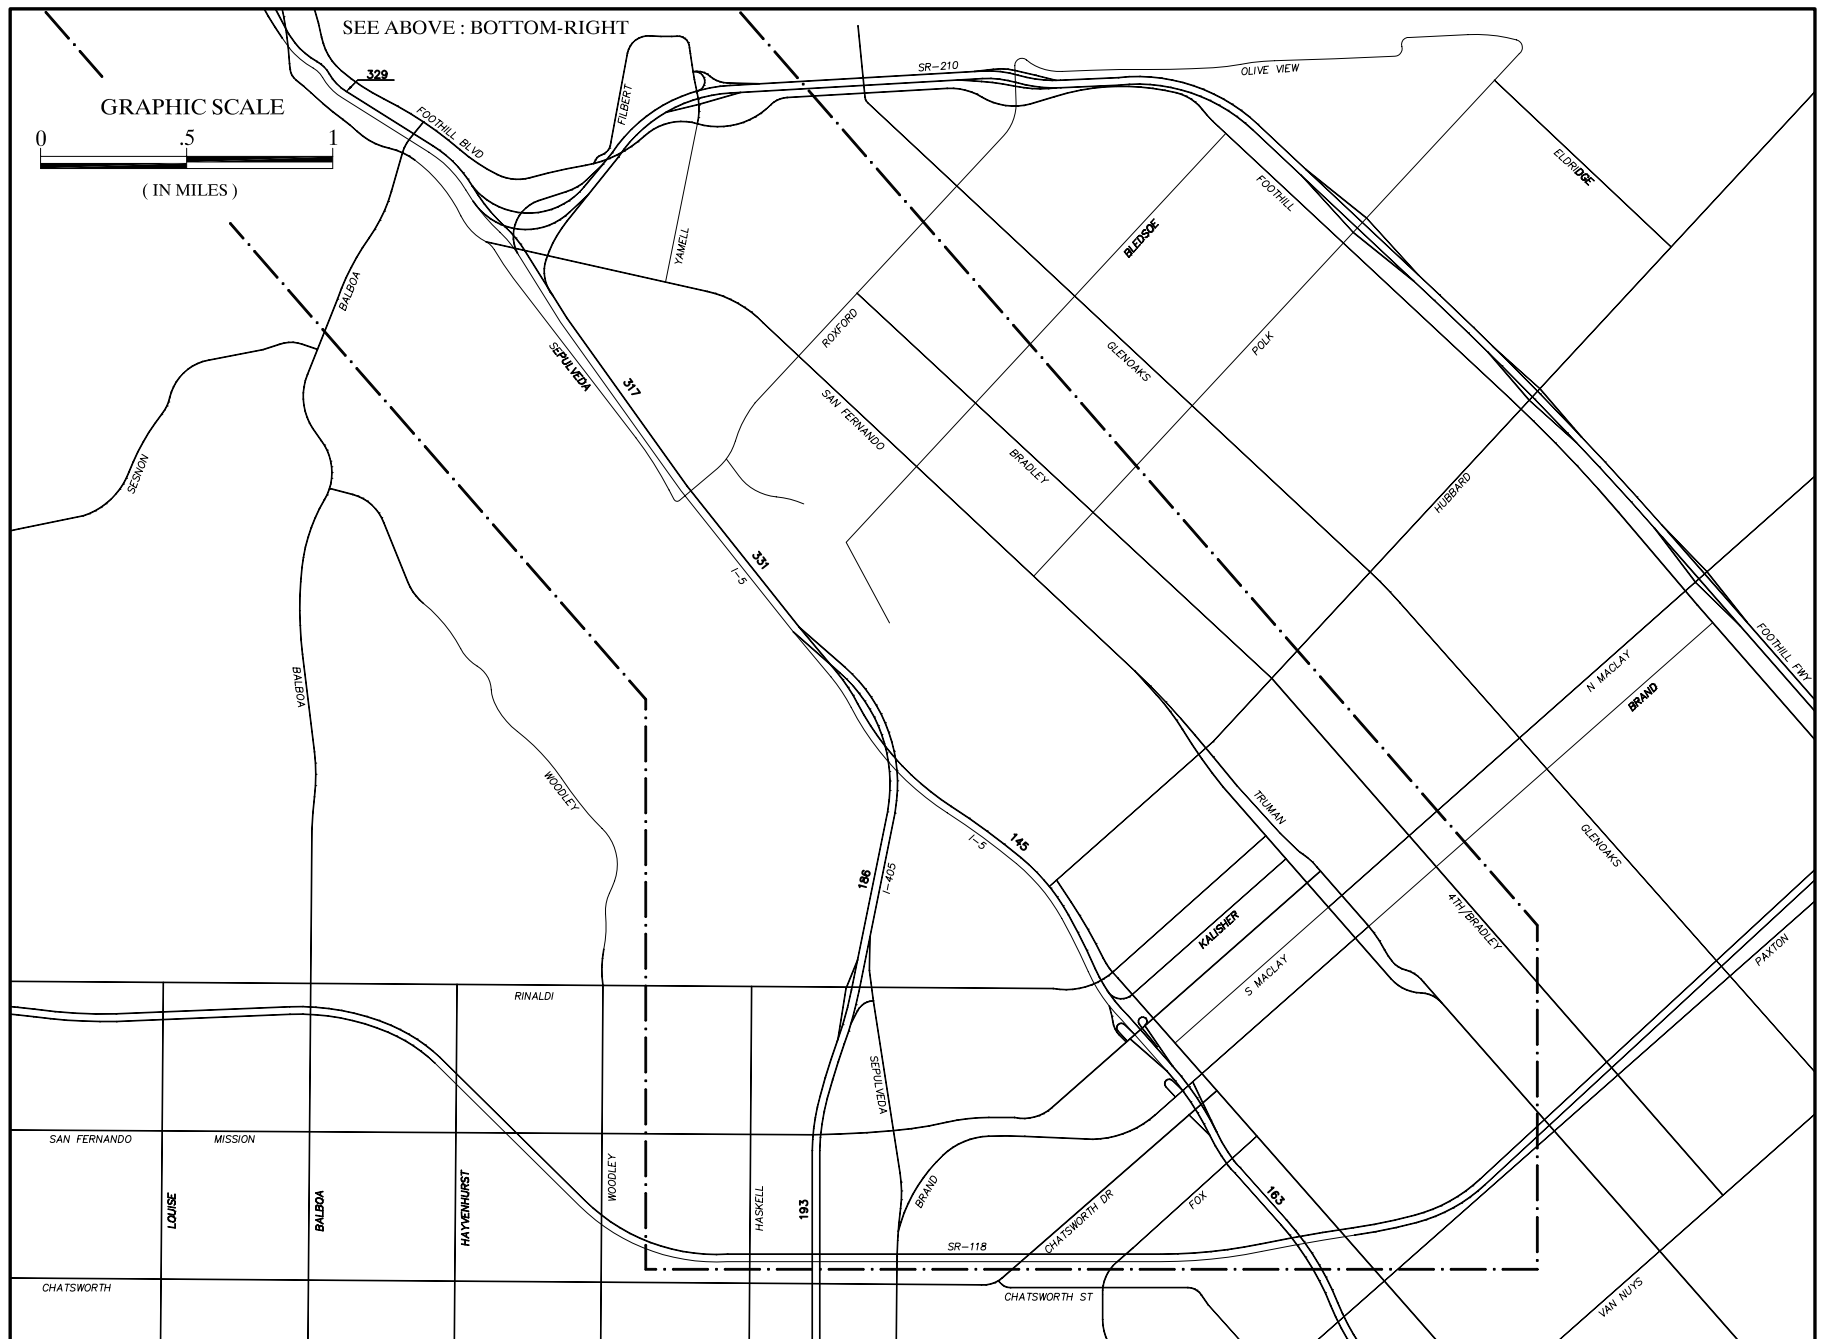 SEE ABOVE : BOTTOM-RIGHT
329
GRAPHIC SCALE
0 .5 1
( IN MILES )
FOOTHILL BLVD
FILBERT
SR-210
OLIVE VIEW
ELDRIDGE
FOOTHILL
BLEDSOE
YAMELL
BALBOA
ROXFORD
GLENOAKS
POLK
SEPULVEDA
317
SAN FERNANDO
BRADLEY
SESNON
HUBBARD
331
I-5
FOOTHILL FWY
N MACLAY
BRAND
BALBOA
WOODLEY
TRUMAN
145
I-5
GLENOAKS
186
I-405
4TH/BRADLEY
KALISHER
S MACLAY
PAXTON
RINALDI
SEPULVEDA
SAN FERNANDO
MISSION
LOUISE
BALBOA
HAYVENHURST
WOODLEY
HASKELL
193
BRAND
CHATSWORTH DR
FOX
163
SR-118
CHATSWORTH
CHATSWORTH ST
VAN NUYS